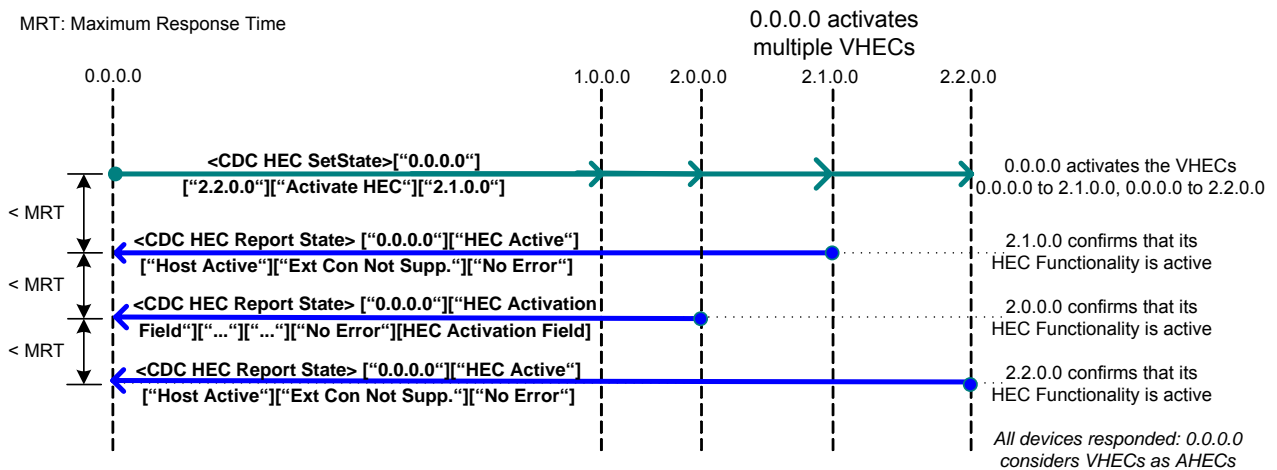 MRT: Maximum Response Time
0.0.0.0 activates
multiple VHECs
0.0.0.0
1.0.0.0
2.0.0.0
2.1.0.0
2.2.0.0
<CDC HEC SetState>[“0.0.0.0“]
[“2.2.0.0“][“Activate HEC“][“2.1.0.0“]
0.0.0.0 activates the VHECs
0.0.0.0 to 2.1.0.0, 0.0.0.0 to 2.2.0.0
< MRT
<CDC HEC Report State> [“0.0.0.0“][“HEC Active“]
[“Host Active“][“Ext Con Not Supp.“][“No Error“]
2.1.0.0 confirms that its
HEC Functionality is active
< MRT
<CDC HEC Report State> [“0.0.0.0“][“HEC Activation
Field“][“...“][“...“][“No Error“][HEC Activation Field]
2.0.0.0 confirms that its
HEC Functionality is active
< MRT
<CDC HEC Report State> [“0.0.0.0“][“HEC Active“]
[“Host Active“][“Ext Con Not Supp.“][“No Error“]
2.2.0.0 confirms that its
HEC Functionality is active
All devices responded: 0.0.0.0
considers VHECs as AHECs